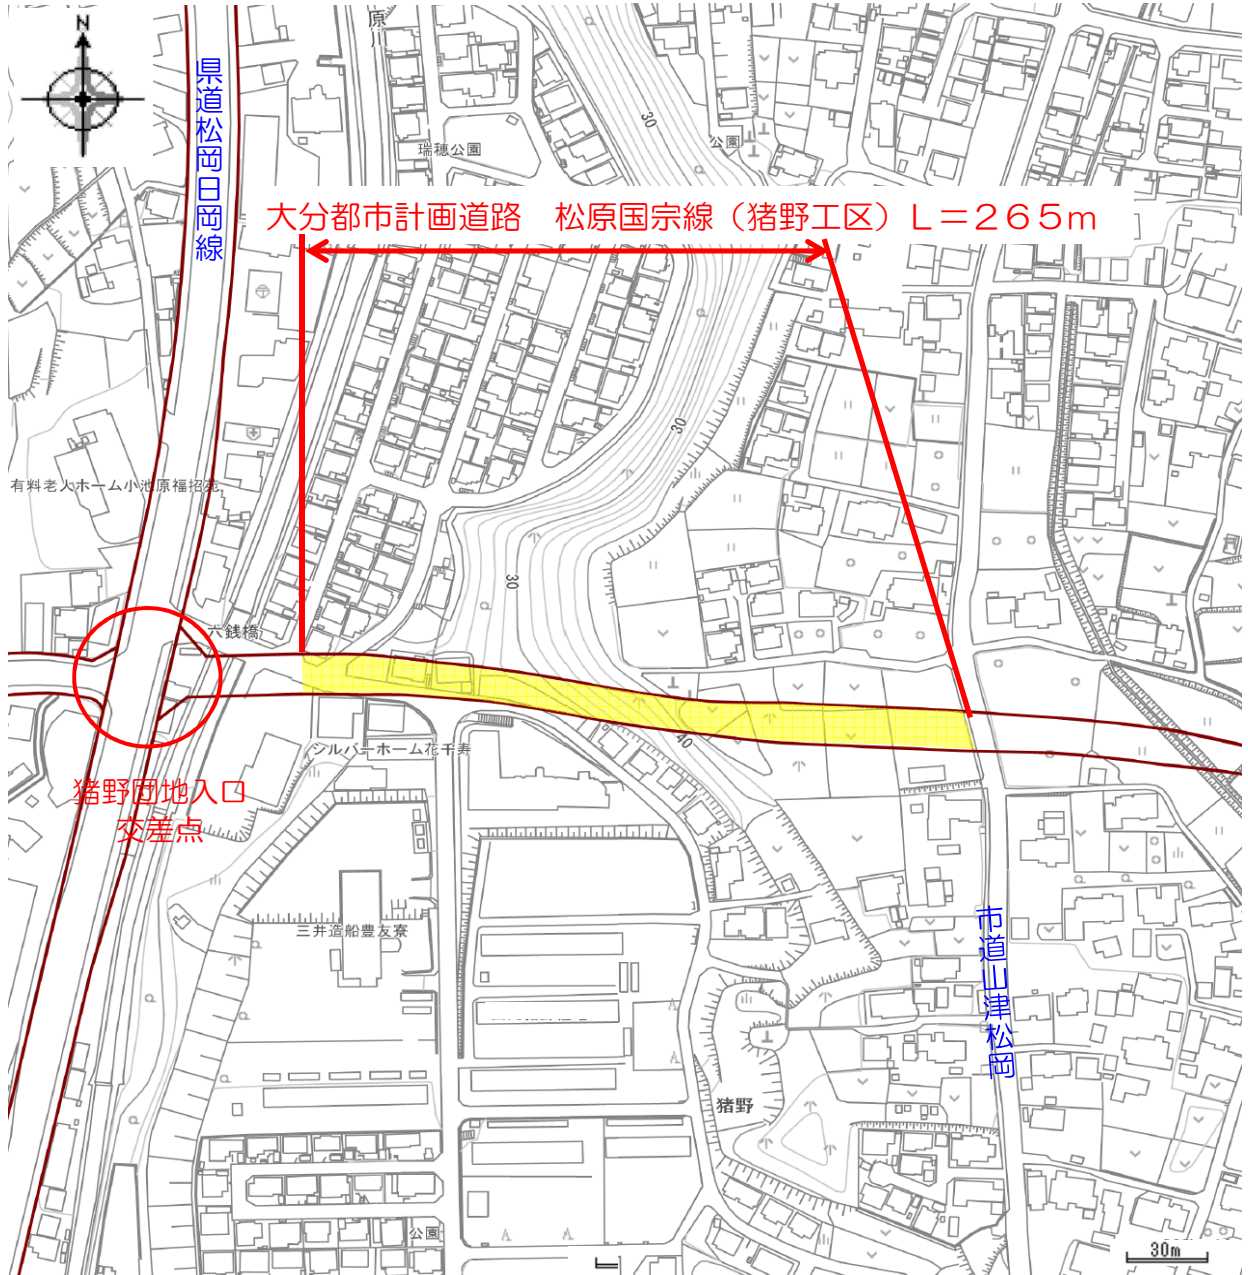 N
原
川
県道松岡日岡線
30
公園
瑞穂公園
大分都市計画道路　松原国宗線（猪野工区）L＝265m
30
有料老人ホーム小池原福招苑
30
六銭橋
40
シルバーホーム花千寿
猪野団地入口
交差点
三井造船豊友寮
市道山津松岡
猪野
公園
30m